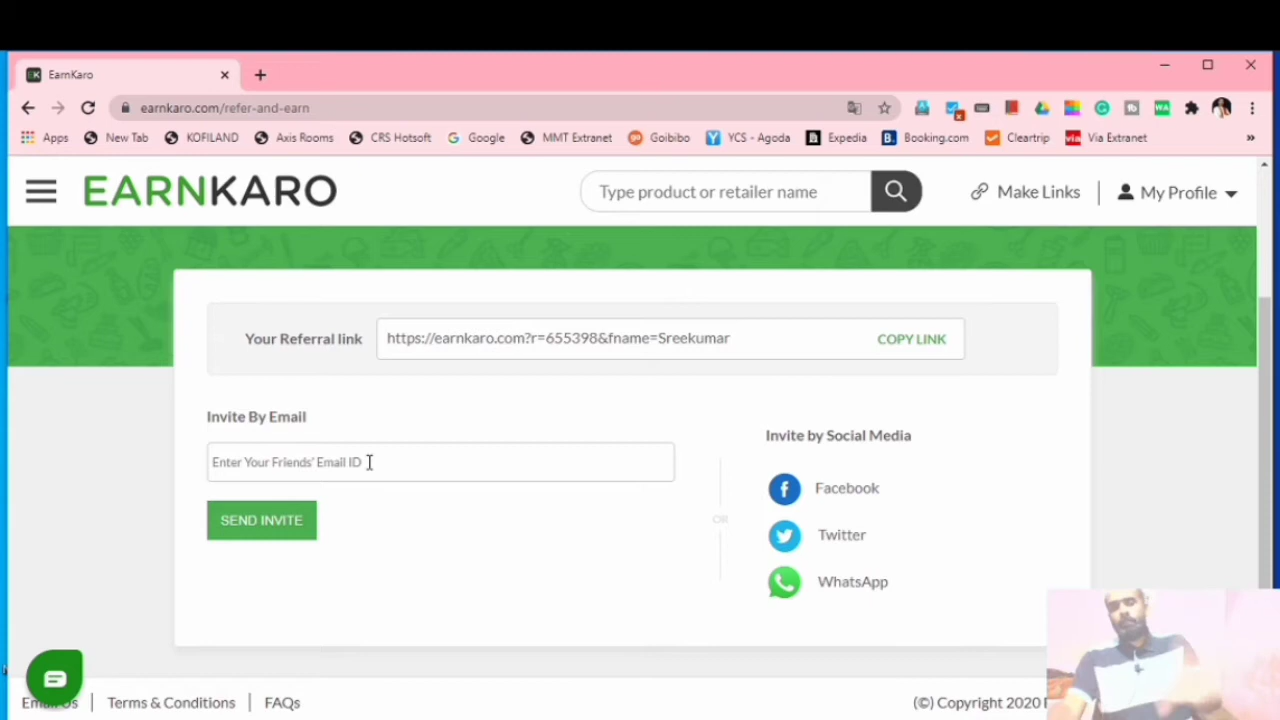 EarnKaro
earnkaro.com/refer-and-earn
Apps New Tab KOFILAND Axis Rooms CRS Hotsoft Google MMT Extranet Goibibo YCS - Agoda Expedia Booking.com Cleartrip Via Extranet »
EARNKARO Type product or retailer name Make Links My Profile
Your Referral link https://earnkaro.com?r=655398&fname=Sreekumar COPY LINK
Invite By Email
Invite by Social Media
Enter Your Friends' Email ID
Facebook
SEND INVITE
OR
Twitter
WhatsApp
Terms & Conditions FAQs (©) Copyright 2020